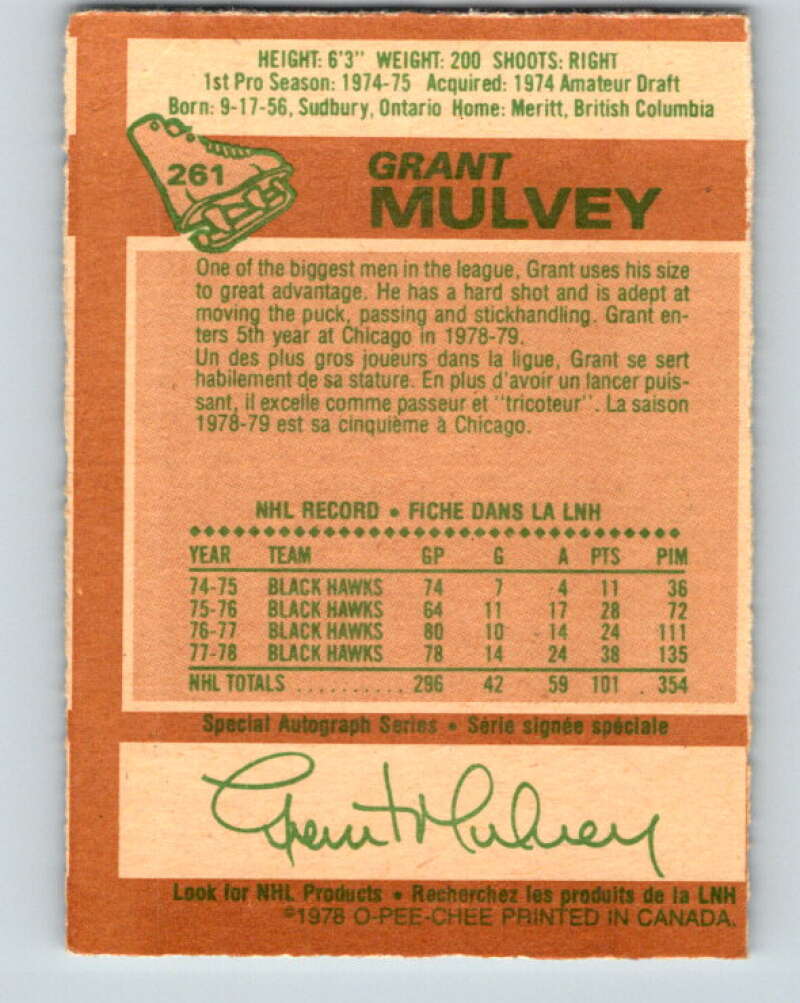 HEIGHT: 6'3" WEIGHT: 200 SHOOTS: RIGHT
1st Pro Season: 1974-75 Acquired: 1974 Amateur Draft
Born: 9-17-56, Sudbury, Ontario Home: Meritt, British Columbia
261
GRANT
MULVEY
One of the biggest men in the league, Grant uses his size
to great advantage. He has a hard shot and is adept at
moving the puck, passing and stickhandling. Grant en-
ters 5th year at Chicago in 1978-79.
Un des plus gros joueurs dans la ligue, Grant se sert
habilement de sa stature. En plus d'avoir un lancer puis-
sant, il excelle comme passeur et "tricoteur". La saison
1978-79 est sa cinquième à Chicago.
NHL RECORD • FICHE DANS LA LNH
YEAR TEAM GP G A PTS PIM
74-75 BLACK HAWKS 74 7 4 11 36
75-76 BLACK HAWKS 64 11 17 28 72
76-77 BLACK HAWKS 80 10 14 24 111
77-78 BLACK HAWKS 78 14 24 38 135
NHL TOTALS .......... 296 42 59 101 354
Special Autograph Series • Série signée spéciale
Grant Mulvey
Look for NHL Products • Recherchez les produits de la LNH
©1978 O-PEE-CHEE PRINTED IN CANADA.